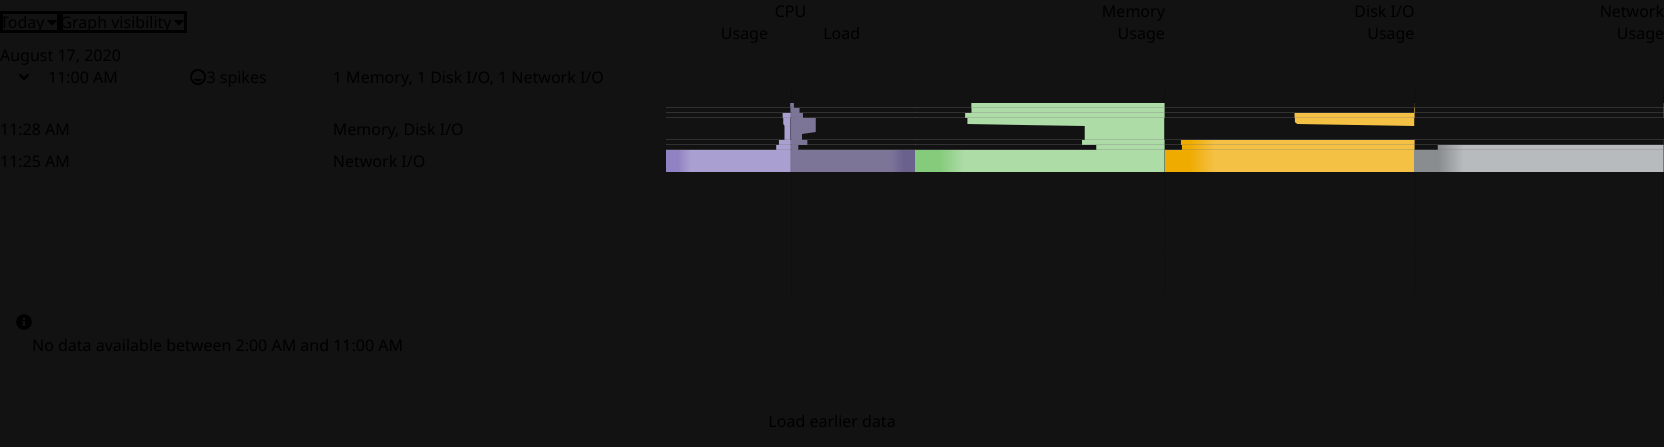 Today Graph visibility
CPU Memory Disk I/O Network
Usage Load Usage Usage Usage
August 17, 2020
11:00 AM 3 spikes 1 Memory, 1 Disk I/O, 1 Network I/O
11:28 AM Memory, Disk I/O
11:25 AM Network I/O
No data available between 2:00 AM and 11:00 AM
Load earlier data